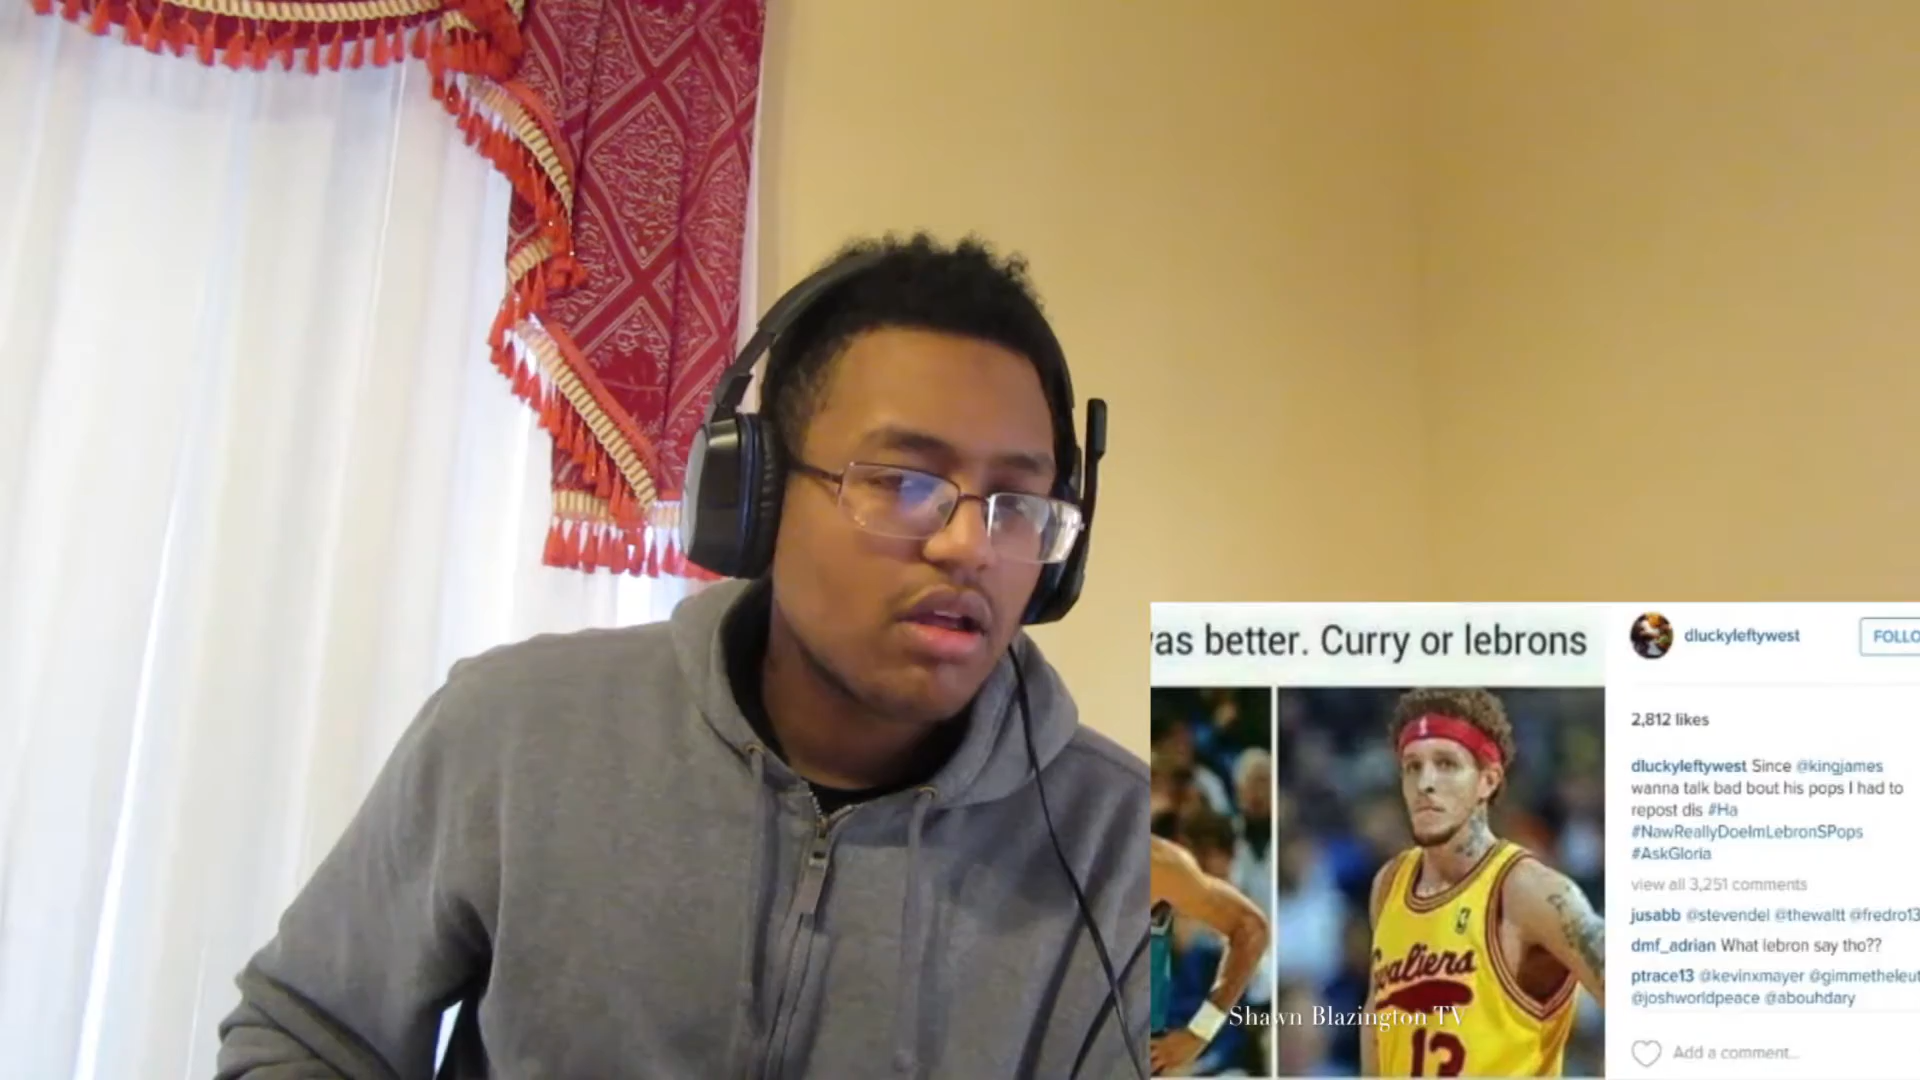 as better. Curry or lebrons
dluckyleftywest
FOLLO
2,812 likes
dluckyleftywest Since @kingjames
wanna talk bad bout his pops I had to
repost dis #Ha
#NawReallyDoeImLebronSPops
#AskGloria
view all 3,251 comments
jusabb @stevendel @thewaltt @fredro13
dmf_adrian What lebron say tho??
ptrace13 @kevinxmayer @gimmetheleut
@joshworldpeace @abouhdary
Add a comment...
Cavaliers
13
Shawn Blazington TV